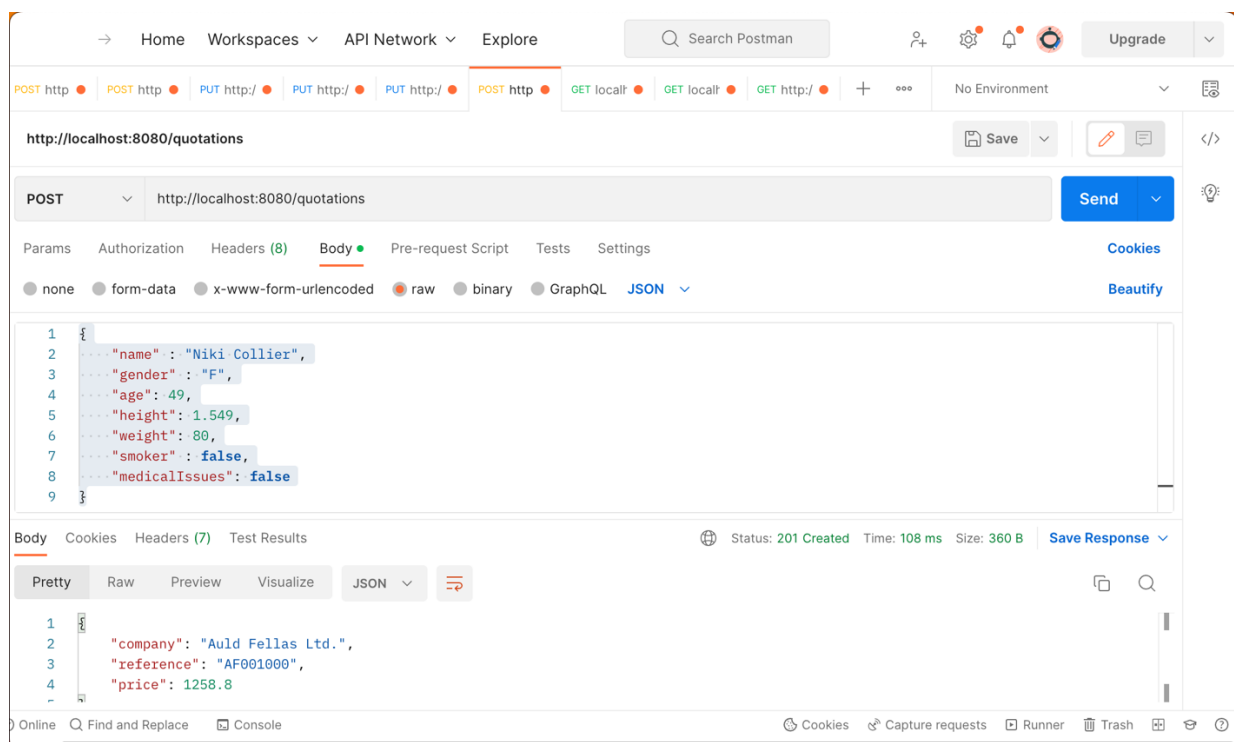 → Home Workspaces API Network Explore Search Postman Upgrade
POST http POST http PUT http:/ PUT http:/ PUT http:/ POST http GET localh GET localh GET http:/ + ooo No Environment
http://localhost:8080/quotations Save </>
POST http://localhost:8080/quotations Send
Params Authorization Headers (8) Body Pre-request Script Tests Settings Cookies
none form-data x-www-form-urlencoded raw binary GraphQL JSON Beautify
1 {
2 "name" : "Niki Collier",
3 "gender" : "F",
4 "age": 49,
5 "height": 1.549,
6 "weight": 80,
7 "smoker" : false,
8 "medicalIssues": false
9 }
Body Cookies Headers (7) Test Results Status: 201 Created Time: 108 ms Size: 360 B Save Response
Pretty Raw Preview Visualize JSON
1 {
2 "company": "Auld Fellas Ltd.",
3 "reference": "AF001000",
4 "price": 1258.8
Online Find and Replace Console Cookies Capture requests Runner Trash